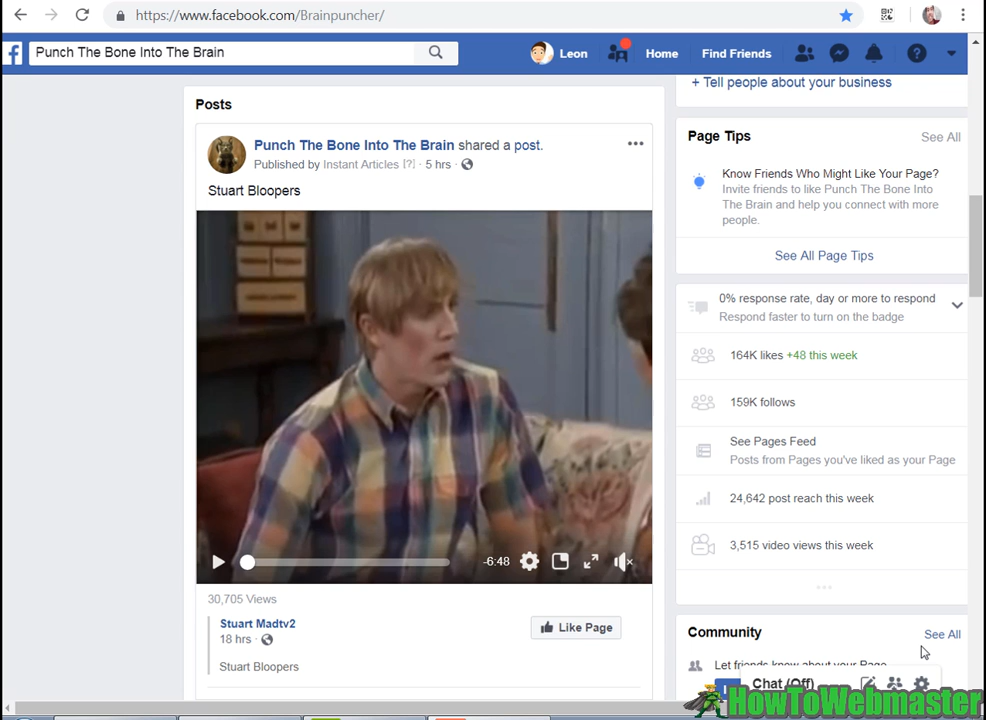 https://www.facebook.com/Brainpuncher/
Punch The Bone Into The Brain
Leon
Home
Find Friends
+ Tell people about your business
Posts
Punch The Bone Into The Brain shared a post.
Published by Instant Articles [?] · 5 hrs ·
Stuart Bloopers
-6:48
30,705 Views
Stuart Madtv2
18 hrs ·
Like Page
Stuart Bloopers
Page Tips
See All
Know Friends Who Might Like Your Page?
Invite friends to like Punch The Bone Into
The Brain and help you connect with more
people.
See All Page Tips
0% response rate, day or more to respond
Respond faster to turn on the badge
164K likes +48 this week
159K follows
See Pages Feed
Posts from Pages you've liked as your Page
24,642 post reach this week
3,515 video views this week
Community
See All
Let friends know about your Page
Chat (Off)
HowToWebmaster